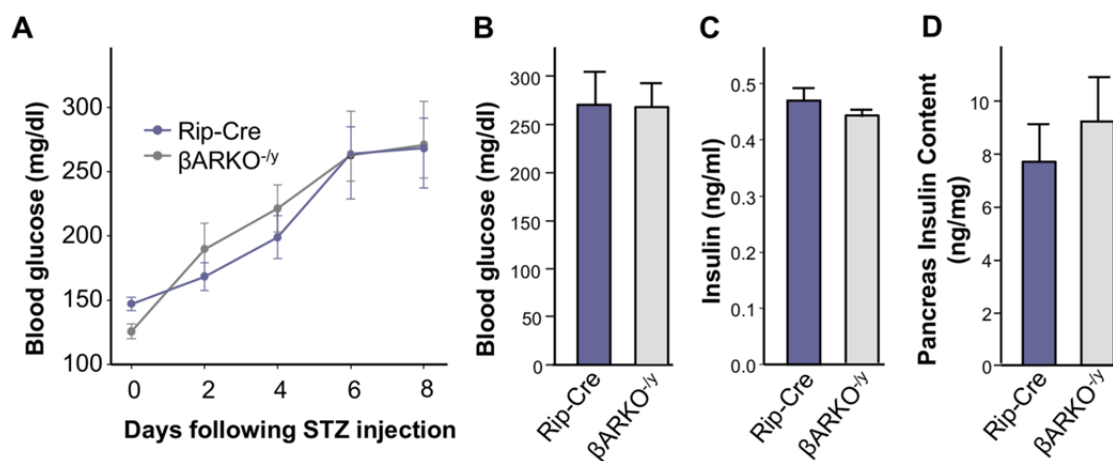 A
Blood glucose (mg/dl)
300
250
200
150
100
Rip-Cre
βARKO-/y
0 2 4 6 8
Days following STZ injection
B
Blood glucose (mg/dl)
300
250
200
150
100
50
0
Rip-Cre
βARKO-/y
C
Insulin (ng/ml)
0.5
0.4
0.3
0.2
0.1
0.0
Rip-Cre
βARKO-/y
D
Pancreas Insulin Content
(ng/mg)
10
8
6
4
2
0
Rip-Cre
βARKO-/y